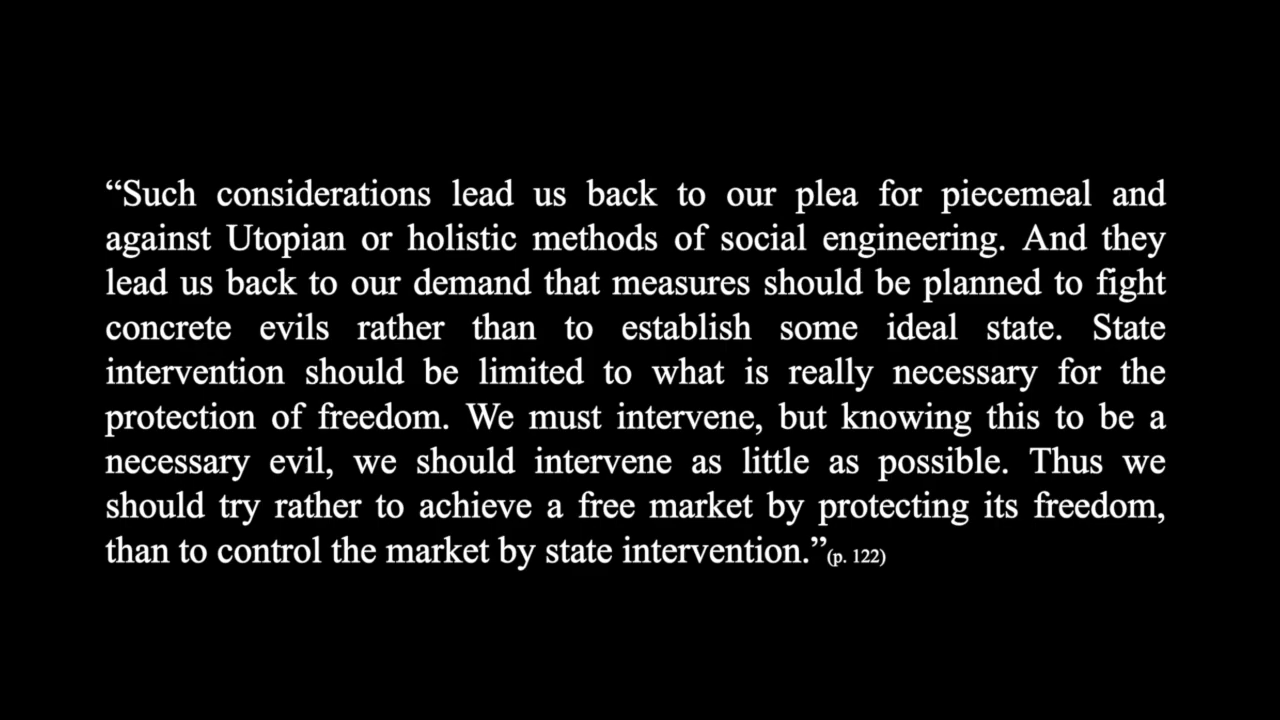 “Such considerations lead us back to our plea for piecemeal and
against Utopian or holistic methods of social engineering. And they
lead us back to our demand that measures should be planned to fight
concrete evils rather than to establish some ideal state. State
intervention should be limited to what is really necessary for the
protection of freedom. We must intervene, but knowing this to be a
necessary evil, we should intervene as little as possible. Thus we
should try rather to achieve a free market by protecting its freedom,
than to control the market by state intervention.”(p. 122)